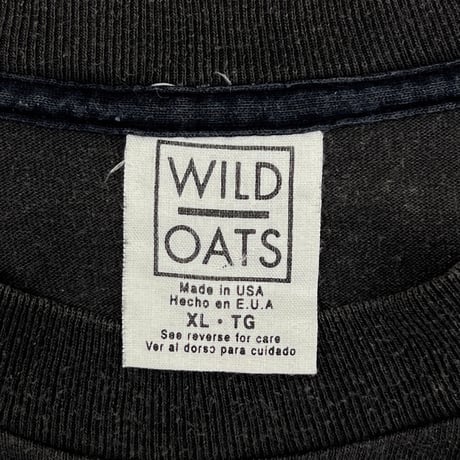 WILD
OATS
Made in USA
Hecho en E.U.A
XL · TG
See reverse for care
Ver al dorso para cuidado